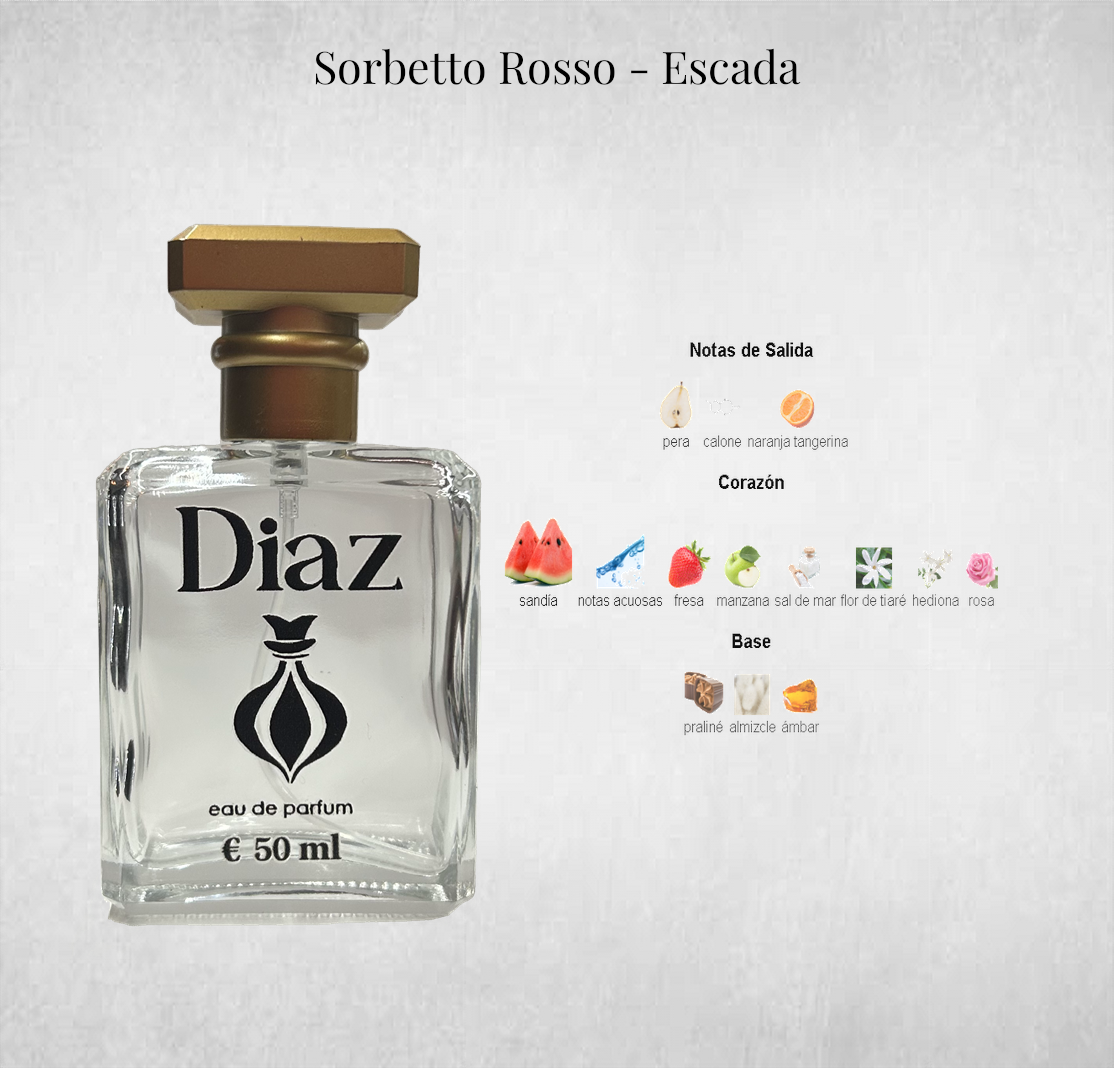 Sorbetto Rosso - Escada
Diaz
eau de parfum
€ 50 ml
Notas de Salida
pera calone naranja tangerina
Corazón
sandía notas acuosas fresa manzana sal de mar flor de tiaré hediona rosa
Base
praliné almizcle ámbar